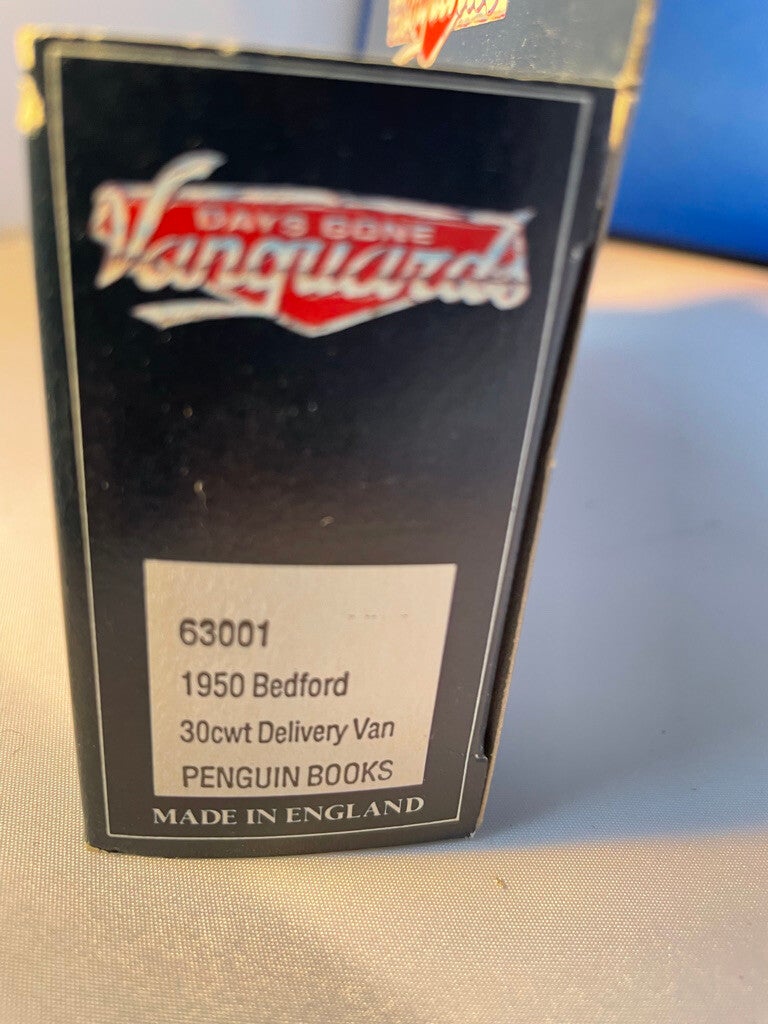 DAYS GONE
Vanguards
63001
1950 Bedford
30cwt Delivery Van
PENGUIN BOOKS
MADE IN ENGLAND